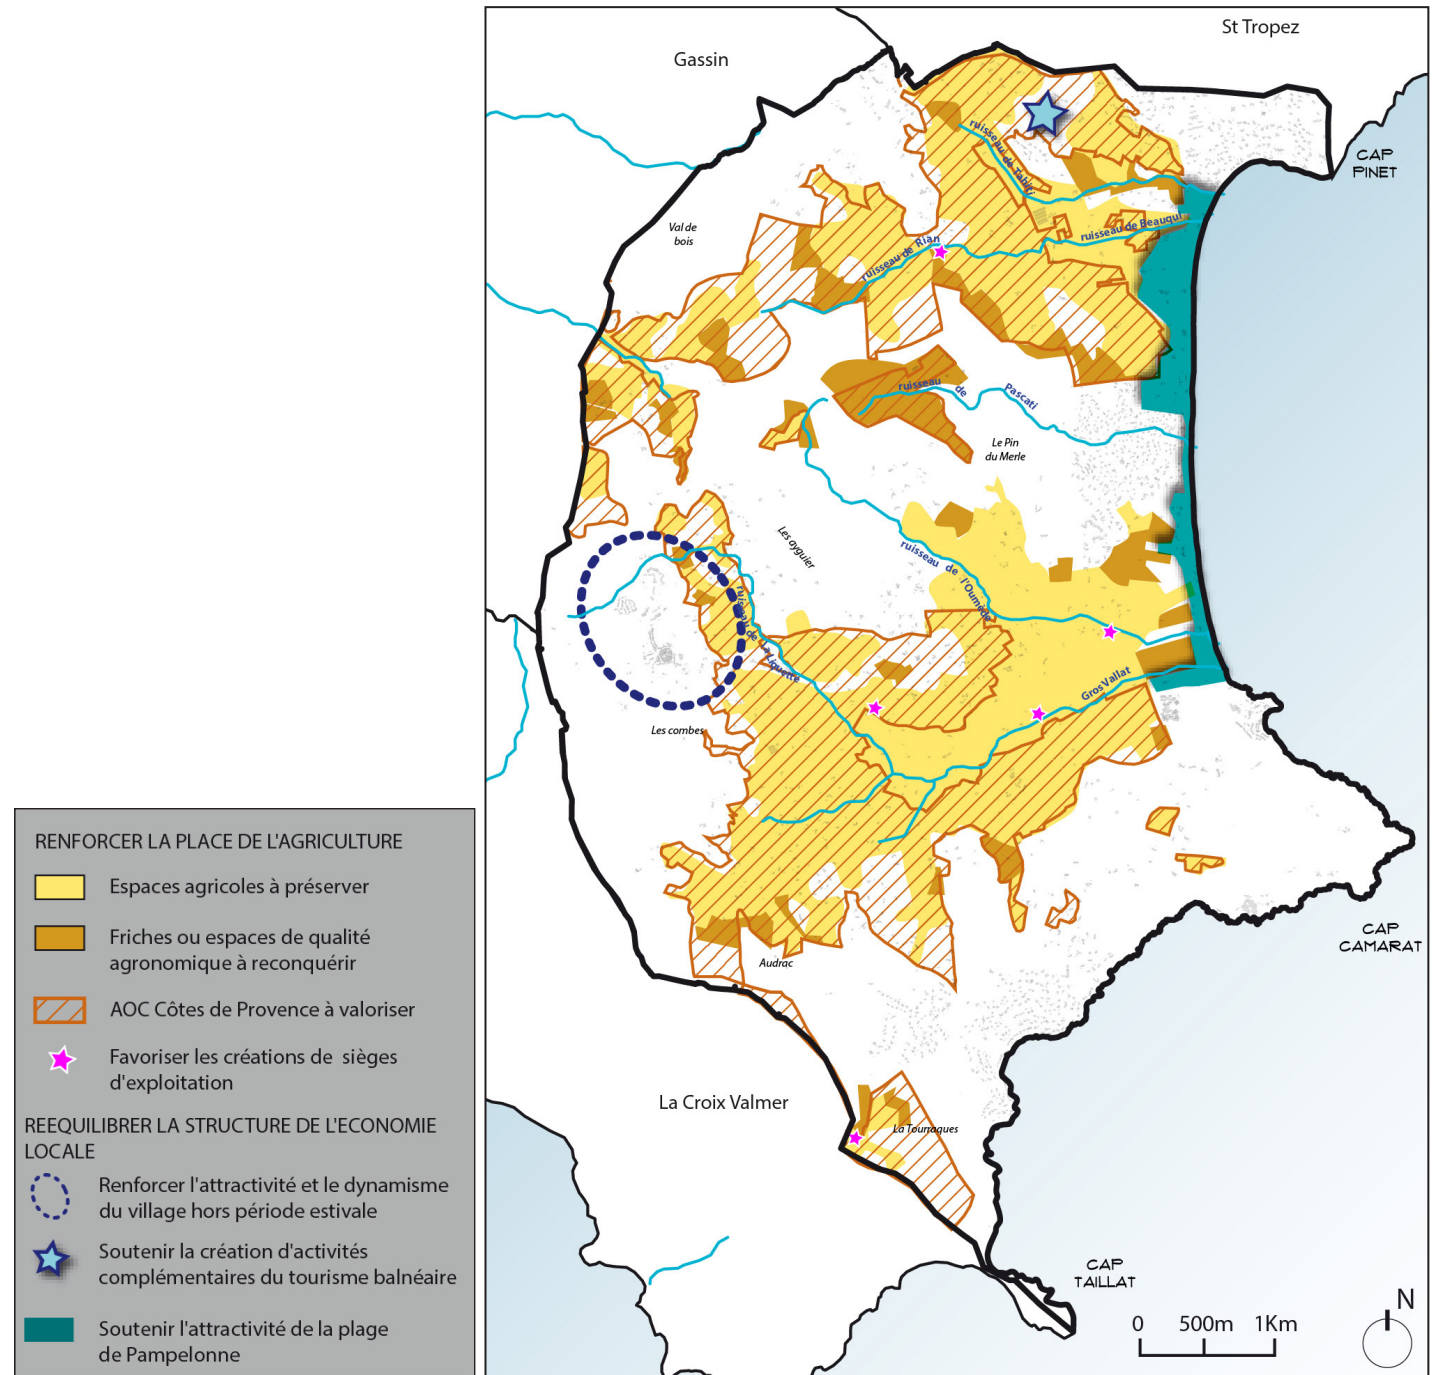 St Tropez
Gassin
CAP
PINET
ruisseau de Tahiti
Val de
bois
ruisseau de Rian
ruisseau de Beauqui
ruisseau de Pascati
Le Pin
du Merle
Les ayguier
ruisseau de l'Oumède
ruisseau de La Liquette
Gros Vallat
Les combes
RENFORCER LA PLACE DE L'AGRICULTURE
Espaces agricoles à préserver
Friches ou espaces de qualité
agronomique à reconquérir
AOC Côtes de Provence à valoriser
Favoriser les créations de sièges
d'exploitation
REEQUILIBRER LA STRUCTURE DE L'ECONOMIE
LOCALE
Renforcer l'attractivité et le dynamisme
du village hors période estivale
Soutenir la création d'activités
complémentaires du tourisme balnéaire
Soutenir l'attractivité de la plage
de Pampelonne
CAP
CAMARAT
Audrac
La Croix Valmer
La Tourraques
CAP
TAILLAT
N
0 500m 1Km